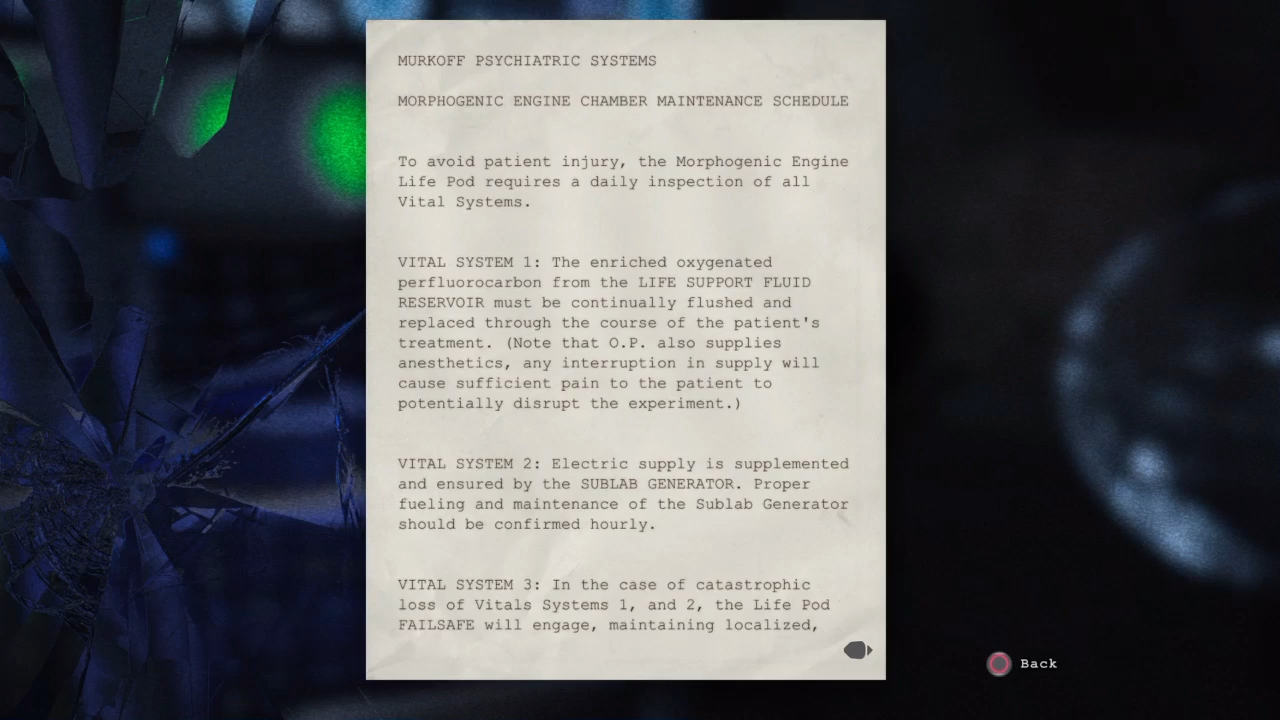 MURKOFF PSYCHIATRIC SYSTEMS
MORPHOGENIC ENGINE CHAMBER MAINTENANCE SCHEDULE
To avoid patient injury, the Morphogenic Engine
Life Pod requires a daily inspection of all
Vital Systems.
VITAL SYSTEM 1: The enriched oxygenated
perfluorocarbon from the LIFE SUPPORT FLUID
RESERVOIR must be continually flushed and
replaced through the course of the patient's
treatment. (Note that O.P. also supplies
anesthetics, any interruption in supply will
cause sufficient pain to the patient to
potentially disrupt the experiment.)
VITAL SYSTEM 2: Electric supply is supplemented
and ensured by the SUBLAB GENERATOR. Proper
fueling and maintenance of the Sublab Generator
should be confirmed hourly.
VITAL SYSTEM 3: In the case of catastrophic
loss of Vitals Systems 1, and 2, the Life Pod
FAILSAFE will engage, maintaining localized,
Back